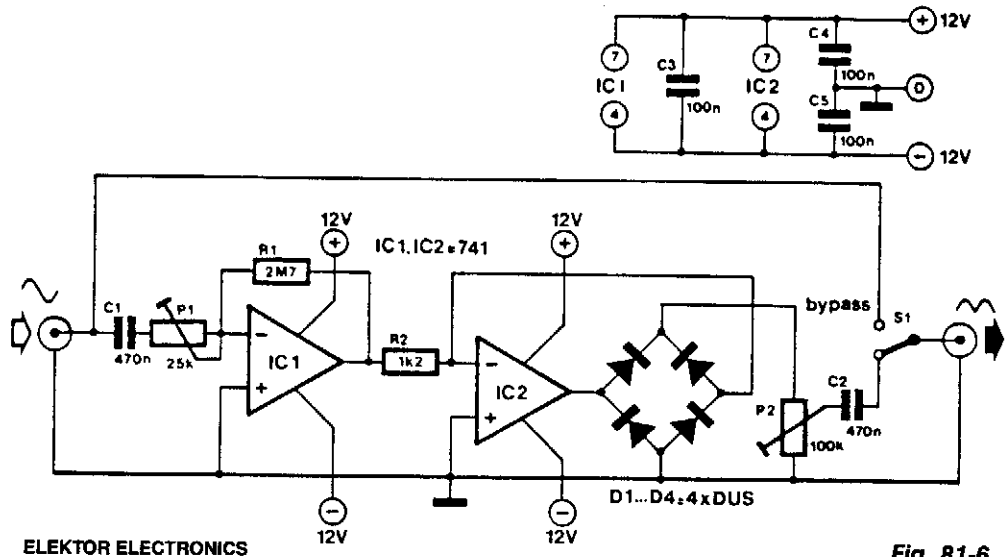 + 12V
C4
100n
7
IC1
4
C3
100n
7
IC2
4
0
C5
100n
− 12V
12V
+
IC1, IC2 = 741
12V
+
R1
2M7
C1
470n
P1
25k
−
+
IC1
R2
1k2
−
+
IC2
bypass
S1
C2
470n
P2
100k
−
12V
−
12V
D1...D4 = 4xDUS
ELEKTOR ELECTRONICS
Fig. 81-6